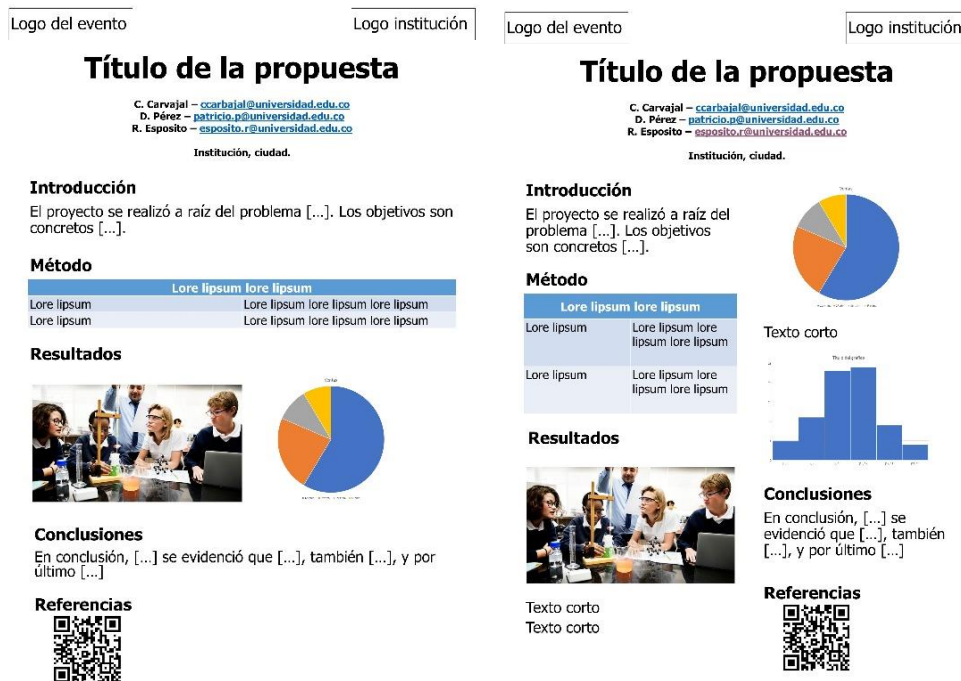 Logo del evento
Logo institución
Título de la propuesta
C. Carvajal – ccarbajal@universidad.edu.co
D. Pérez – patricio.p@universidad.edu.co
R. Esposito – esposito.r@universidad.edu.co
Institución, ciudad.
Introducción
El proyecto se realizó a raíz del problema [...]. Los objetivos son
concretos [...].
Método
Lore lipsum lore lipsum
Lore lipsum Lore lipsum lore lipsum lore lipsum
Lore lipsum Lore lipsum lore lipsum lore lipsum
Resultados
Conclusiones
En conclusión, [...] se evidenció que [...], también [...], y por
último [...]
Referencias
Logo del evento
Logo institución
Título de la propuesta
C. Carvajal – ccarbajal@universidad.edu.co
D. Pérez – patricio.p@universidad.edu.co
R. Esposito – esposito.r@universidad.edu.co
Institución, ciudad.
Introducción
El proyecto se realizó a raíz del
problema [...]. Los objetivos
son concretos [...].
Método
Lore lipsum lore lipsum
Lore lipsum Lore lipsum lore
lipsum lore lipsum
Lore lipsum Lore lipsum lore
lipsum lore lipsum
Resultados
Texto corto
Texto corto
Texto corto
Conclusiones
En conclusión, [...] se
evidenció que [...], también
[...], y por último [...]
Referencias